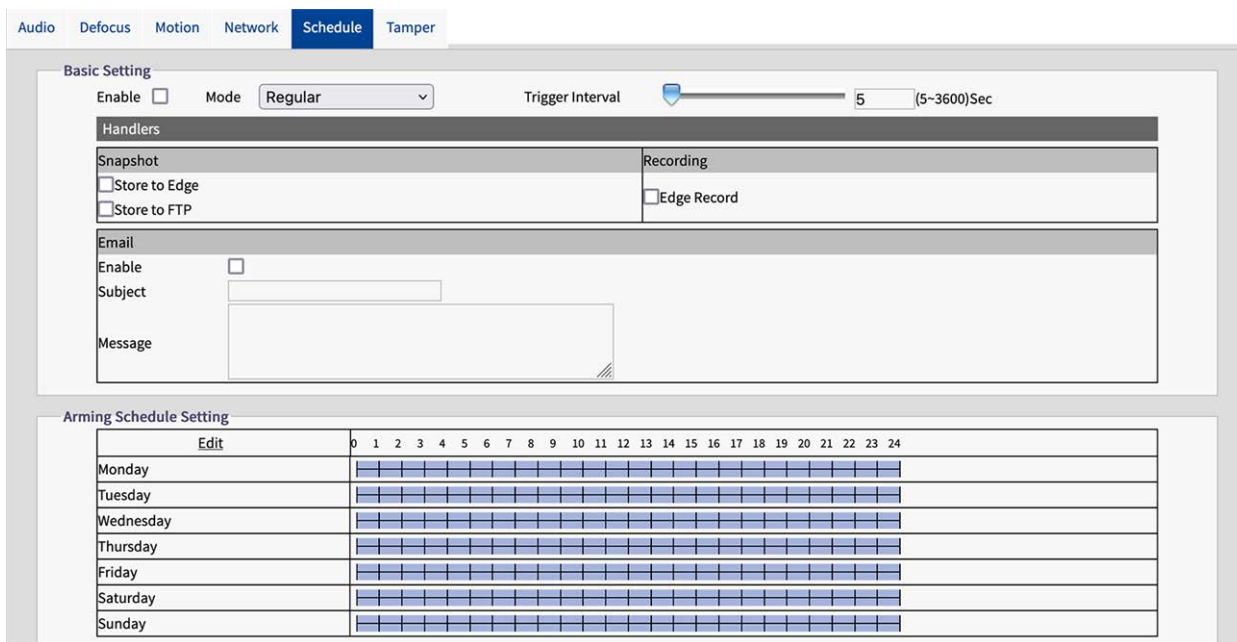 Audio Defocus Motion Network Schedule Tamper
Basic Setting
Enable Mode Regular Trigger Interval 5 (5~3600)Sec
Handlers
Snapshot Recording
Store to Edge
Edge Record
Store to FTP
Email
Enable
Subject
Message
Arming Schedule Setting
Edit 0 1 2 3 4 5 6 7 8 9 10 11 12 13 14 15 16 17 18 19 20 21 22 23 24
Monday
Tuesday
Wednesday
Thursday
Friday
Saturday
Sunday